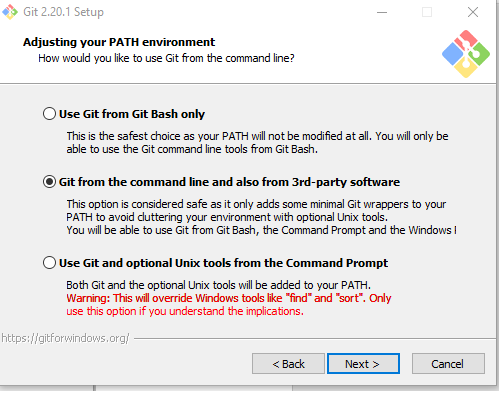 Git 2.20.1 Setup
Adjusting your PATH environment
How would you like to use Git from the command line?
Use Git from Git Bash only
This is the safest choice as your PATH will not be modified at all. You will only be
able to use the Git command line tools from Git Bash.
Git from the command line and also from 3rd-party software
This option is considered safe as it only adds some minimal Git wrappers to your
PATH to avoid cluttering your environment with optional Unix tools.
You will be able to use Git from Git Bash, the Command Prompt and the Windows
Use Git and optional Unix tools from the Command Prompt
Both Git and the optional Unix tools will be added to your PATH.
Warning: This will override Windows tools like "find" and "sort". Only
use this option if you understand the implications.
https://gitforwindows.org/
< Back
Next >
Cancel